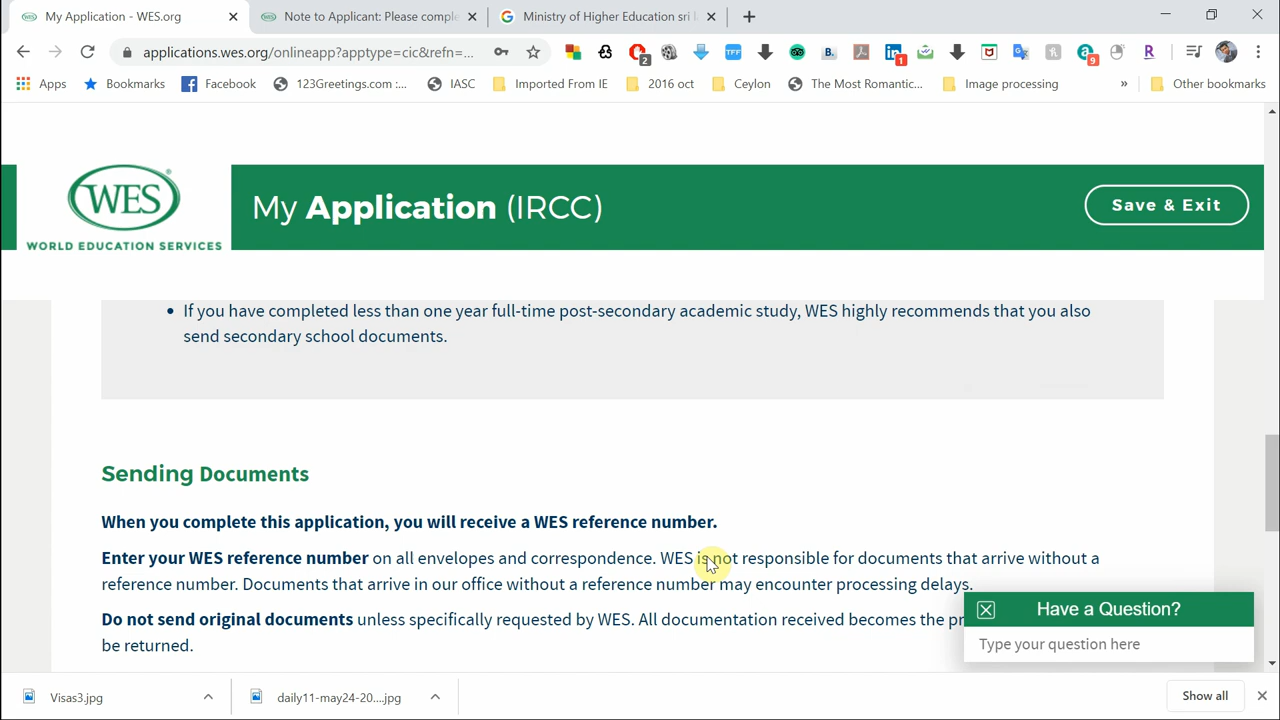 My Application - WES.org
Note to Applicant: Please comple
Ministry of Higher Education sri l
applications.wes.org/onlineapp?apptype=cic&refn=...
2
TFF
B.
1
9
R
Apps
Bookmarks
Facebook
123Greetings.com :...
IASC
Imported From IE
2016 oct
Ceylon
The Most Romantic...
Image processing
»
Other bookmarks
WES
WORLD EDUCATION SERVICES
My Application (IRCC)
Save & Exit
• If you have completed less than one year full-time post-secondary academic study, WES highly recommends that you also
send secondary school documents.
Sending Documents
When you complete this application, you will receive a WES reference number.
Enter your WES reference number on all envelopes and correspondence. WES is not responsible for documents that arrive without a
reference number. Documents that arrive in our office without a reference number may encounter processing delays.
Do not send original documents unless specifically requested by WES. All documentation received becomes the pr
be returned.
Have a Question?
Type your question here
Visas3.jpg
daily11-may24-20....jpg
Show all